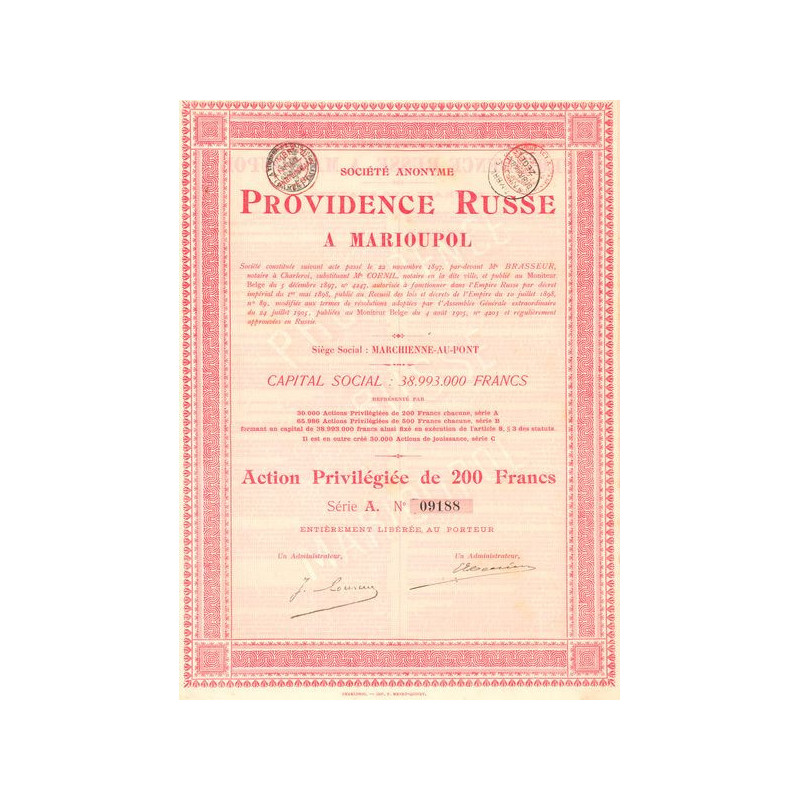 SOCIÉTÉ ANONYME
PROVIDENCE RUSSE
A MARIOUPOL
Société constituée suivant acte passé le 22 novembre 1897, par-devant Me BRASSEUR,
notaire à Charleroi, substituant Me CORNIL, notaire en la dite ville, et publié au Moniteur
Belge du 5 décembre 1897, no 4247, autorisée à fonctionner dans l'Empire Russe par décret
impérial du 1er mai 1898, publié au Recueil des lois et décrets de l'Empire du 10 juillet 1898,
no 89, modifiée aux termes de résolutions adoptées par l'Assemblée Générale extraordinaire
du 24 juillet 1905, publiées au Moniteur Belge du 4 août 1905, no 4203 et régulièrement
approuvées en Russie.
Siège Social : MARCHIENNE-AU-PONT
CAPITAL SOCIAL : 38.993.000 FRANCS
REPRÉSENTÉ PAR
30.000 Actions Privilégiées de 200 Francs chacune, série A
65.986 Actions Privilégiées de 500 Francs chacune, série B
formant un capital de 38.993.000 francs ainsi fixé en exécution de l'article 8, § 3 des statuts
Il est en outre créé 30.000 Actions de jouissance, série C
Action Privilégiée de 200 Francs
Série A. No 09188
ENTIÈREMENT LIBÉRÉE, AU PORTEUR
Un Administrateur, Un Administrateur,
PROVIDENCE
RUSSE